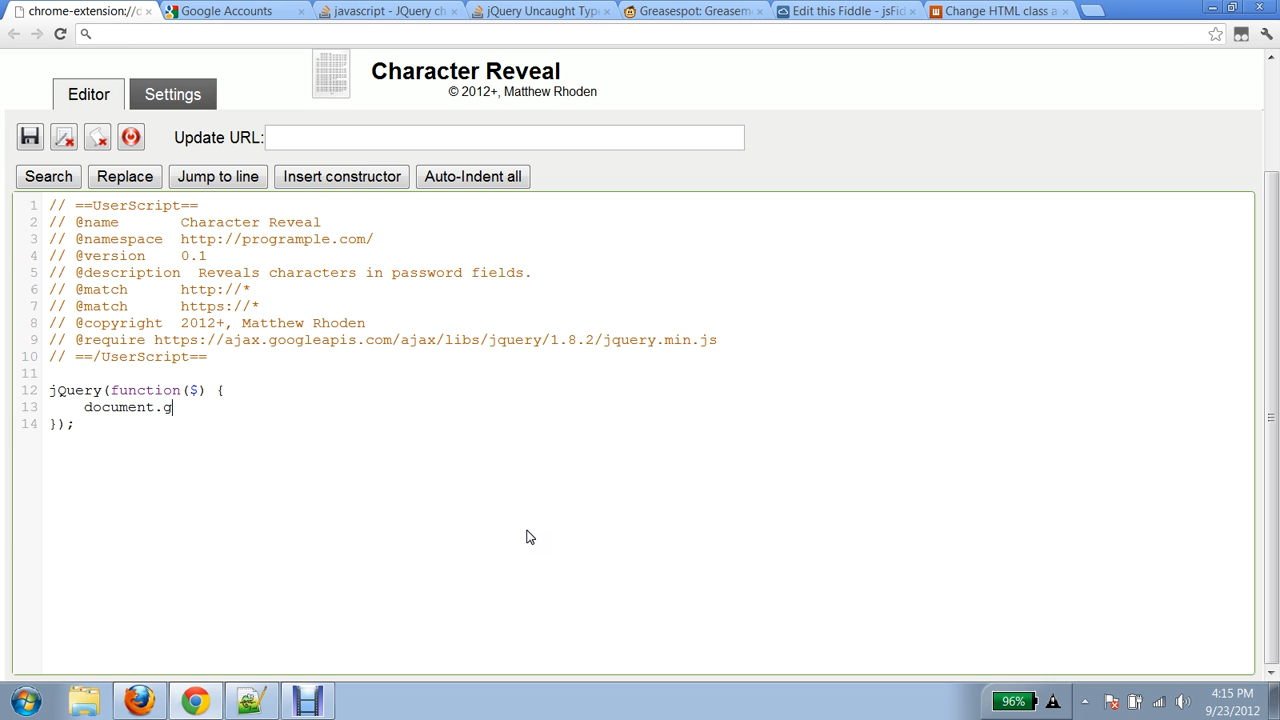 chrome-extension://
Google Accounts
javascript - JQuery ch
jQuery Uncaught Typ
Greasespot: Greasem
Edit this Fiddle - jsFid
Change HTML class a
Character Reveal
© 2012+, Matthew Rhoden
Editor
Settings
Update URL:
Search
Replace
Jump to line
Insert constructor
Auto-Indent all
1 // ==UserScript==
2 // @name Character Reveal
3 // @namespace http://programple.com/
4 // @version 0.1
5 // @description Reveals characters in password fields.
6 // @match http://*
7 // @match https://*
8 // @copyright 2012+, Matthew Rhoden
9 // @require https://ajax.googleapis.com/ajax/libs/jquery/1.8.2/jquery.min.js
10 // ==/UserScript==
11
12 jQuery(function($) {
13 document.g
14 });
96%
4:15 PM
9/23/2012